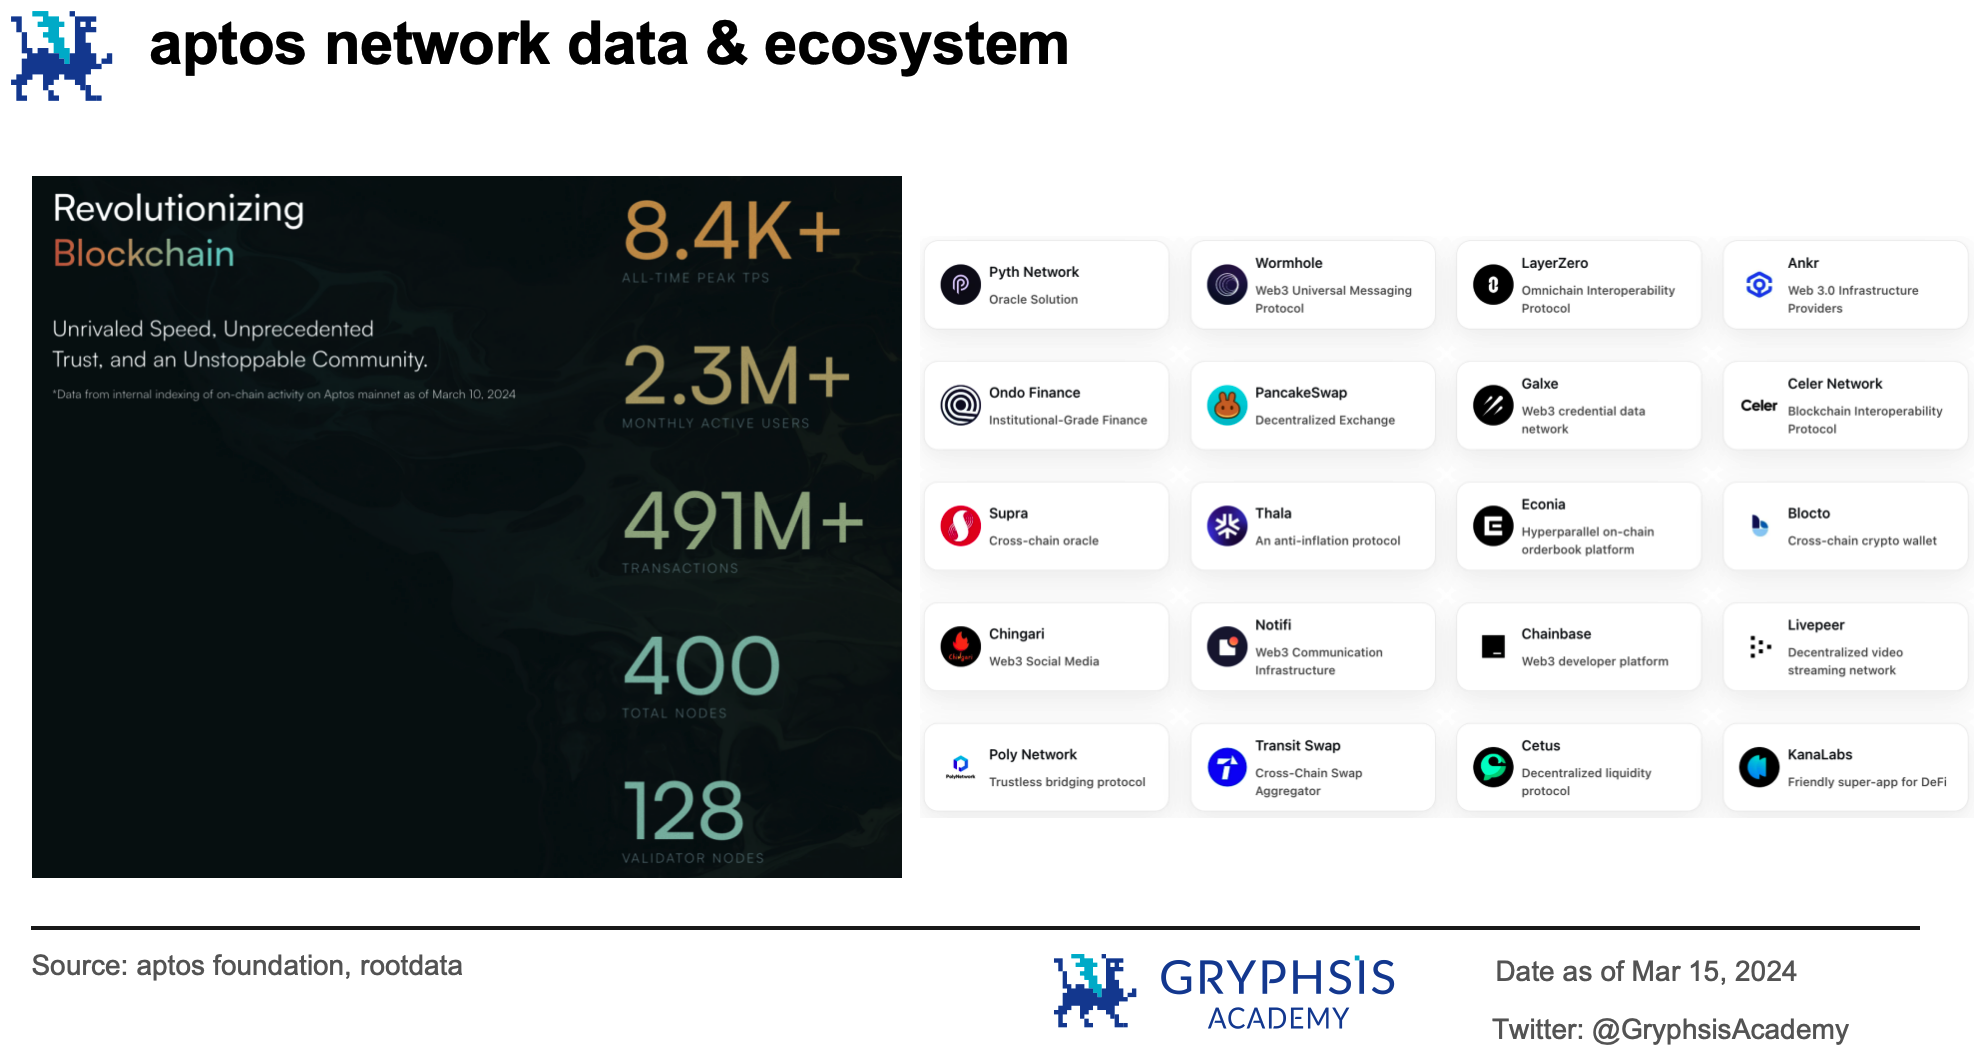 aptos network data & ecosystem
Revolutionizing
Blockchain
Unrivaled Speed, Unprecedented
Trust, and an Unstoppable Community.
*Data from internal indexing of on-chain activity on Aptos mainnet as of March 10, 2024
8.4K+
ALL-TIME PEAK TPS
2.3M+
MONTHLY ACTIVE USERS
491M+
TRANSACTIONS
400
TOTAL NODES
128
VALIDATOR NODES
Pyth Network
Oracle Solution
Wormhole
Web3 Universal Messaging
Protocol
LayerZero
Omnichain Interoperability
Protocol
Ankr
Web 3.0 Infrastructure
Providers
Ondo Finance
Institutional-Grade Finance
PancakeSwap
Decentralized Exchange
Galxe
Web3 credential data
network
Celer
Celer Network
Blockchain Interoperability
Protocol
Supra
Cross-chain oracle
Thala
An anti-inflation protocol
Econia
Hyperparallel on-chain
orderbook platform
Blocto
Cross-chain crypto wallet
Chingari
Chingari
Web3 Social Media
Notifi
Web3 Communication
Infrastructure
Chainbase
Web3 developer platform
Livepeer
Decentralized video
streaming network
PolyNetwork
Poly Network
Trustless bridging protocol
Transit Swap
Cross-Chain Swap
Aggregator
Cetus
Decentralized liquidity
protocol
KanaLabs
Friendly super-app for DeFi
Source: aptos foundation, rootdata
GRYPHSIS
ACADEMY
Date as of Mar 15, 2024
Twitter: @GryphsisAcademy